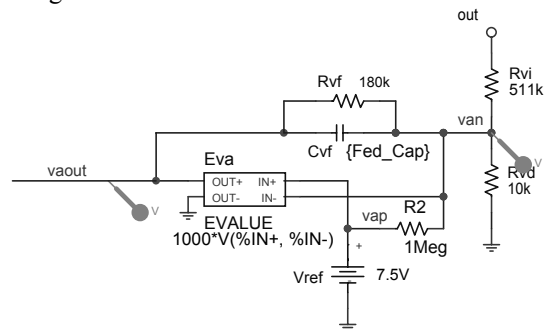 out
Rvf 180k
Rvi
511k
van
Cvf {Fed_Cap}
vaout
Eva
V
Rvd
10k
OUT+ IN+
OUT- IN-
V
vap
R2
EVALUE
1000*V(%IN+, %IN-)
1Meg
+
Vref 7.5V